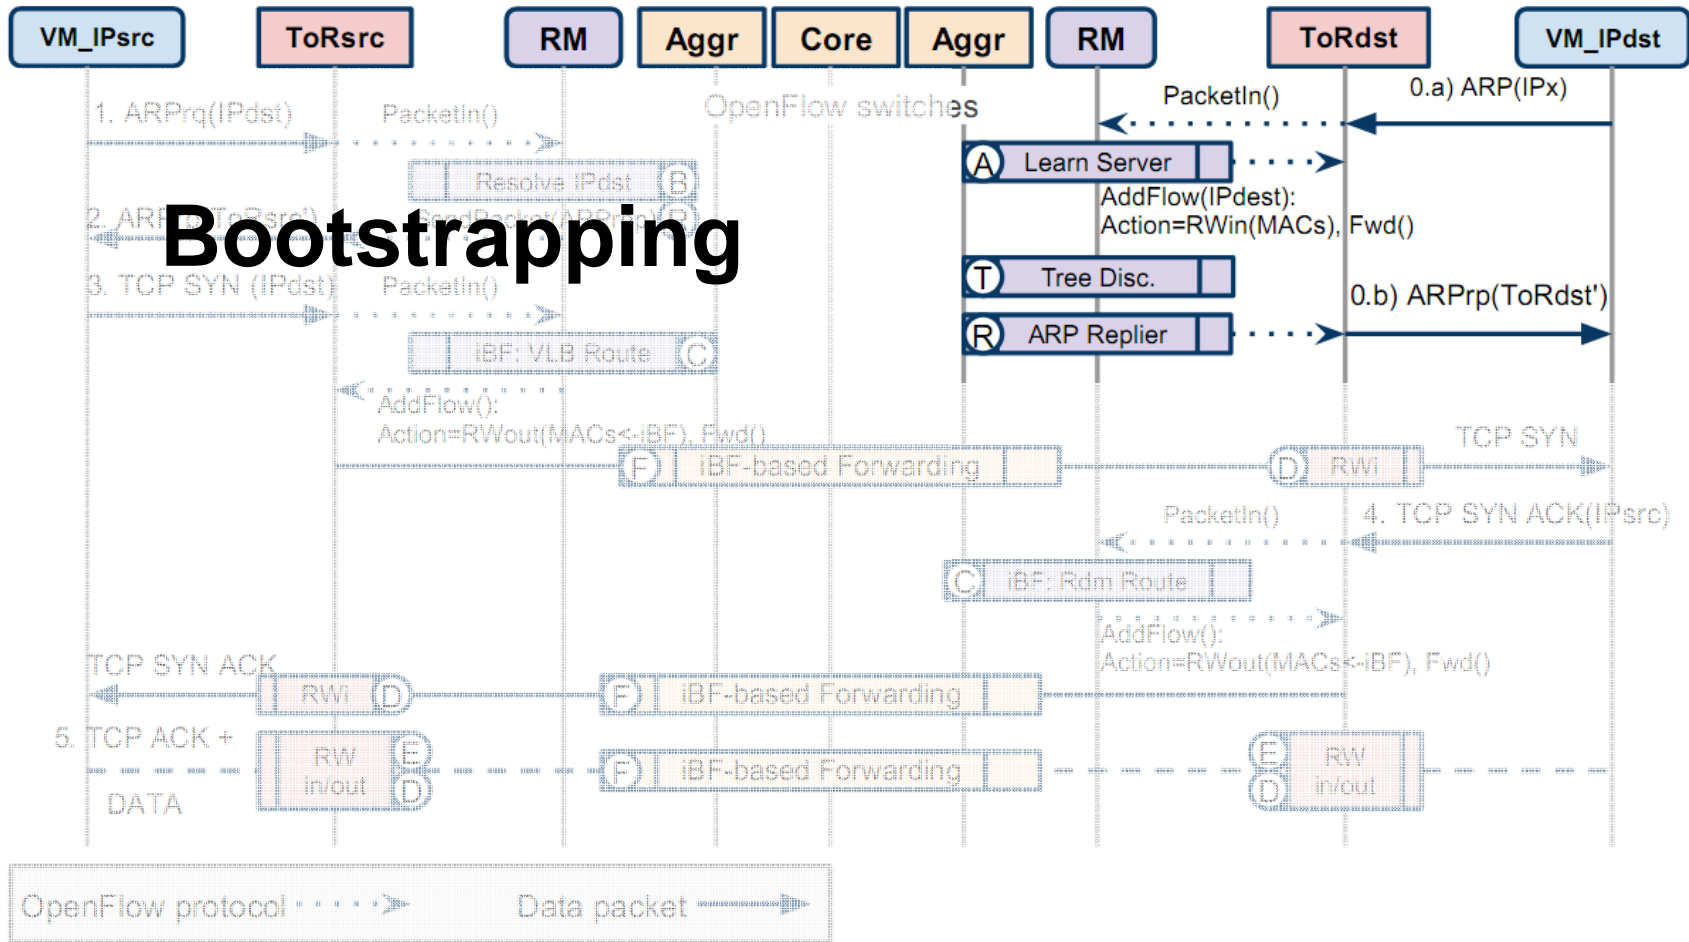 VM_IPsrc
ToRsrc
RM
Aggr
Core
Aggr
RM
ToRdst
VM_IPdst
OpenFlow switches
1. ARPrq(IPdst)
PacketIn()
PacketIn()
0.a) ARP(IPx)
Resolve IPdst
B
A
Learn Server
AddFlow(IPdest):
Action=RWin(MACs), Fwd()
R
Bootstrapping
3. TCP SYN (IPdst)
PacketIn()
T
Tree Disc.
0.b) ARPrp(ToRdst')
R
ARP Replier
iBF: VLB Route
C
AddFlow():
Action=RWout(MACs<-iBF), Fwd()
F
iBF-based Forwarding
D
RWi
TCP SYN
PacketIn()
4. TCP SYN ACK(IPsrc)
C
iBF: Rdm Route
AddFlow():
Action=RWout(MACs<-iBF), Fwd()
TCP SYN ACK
RWi
D
F
iBF-based Forwarding
5. TCP ACK +
DATA
RW
in/out
E
D
F
iBF-based Forwarding
E
D
RW
in/out
OpenFlow protocol
Data packet